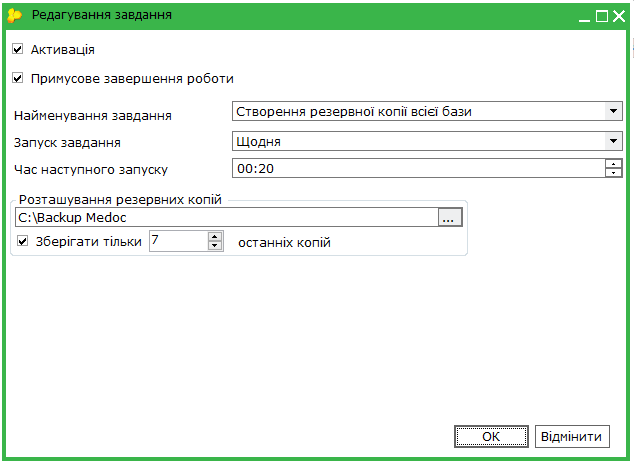 Редагування завдання
Активація
Примусове завершення роботи
Найменування завдання Створення резервної копії всієї бази
Запуск завдання Щодня
Час наступного запуску 00:20
Розташування резервних копій
C:\Backup Medoc ...
Зберігати тільки 7 останніх копій
OK Відмінити